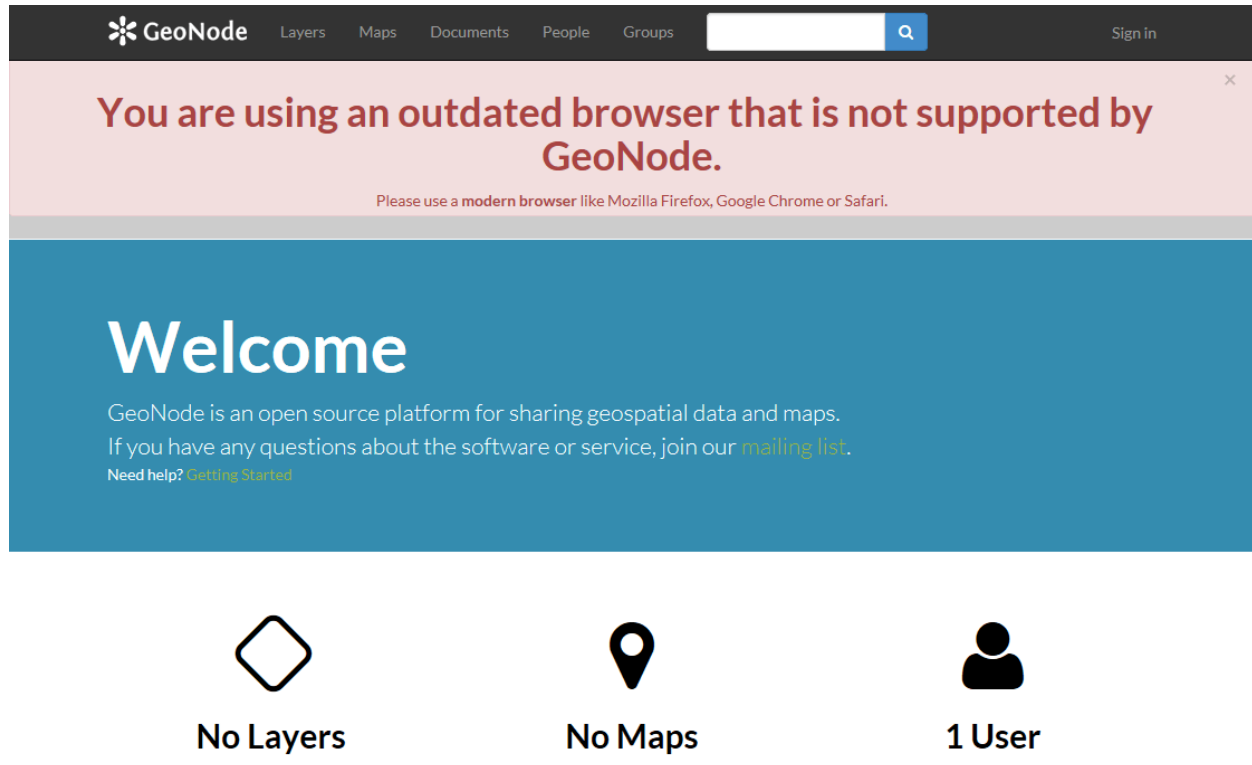 GeoNode Layers Maps Documents People Groups Sign in
×
You are using an outdated browser that is not supported by
GeoNode.
Please use a modern browser like Mozilla Firefox, Google Chrome or Safari.
Welcome
GeoNode is an open source platform for sharing geospatial data and maps.
If you have any questions about the software or service, join our mailing list.
Need help? Getting Started
No Layers No Maps 1 User